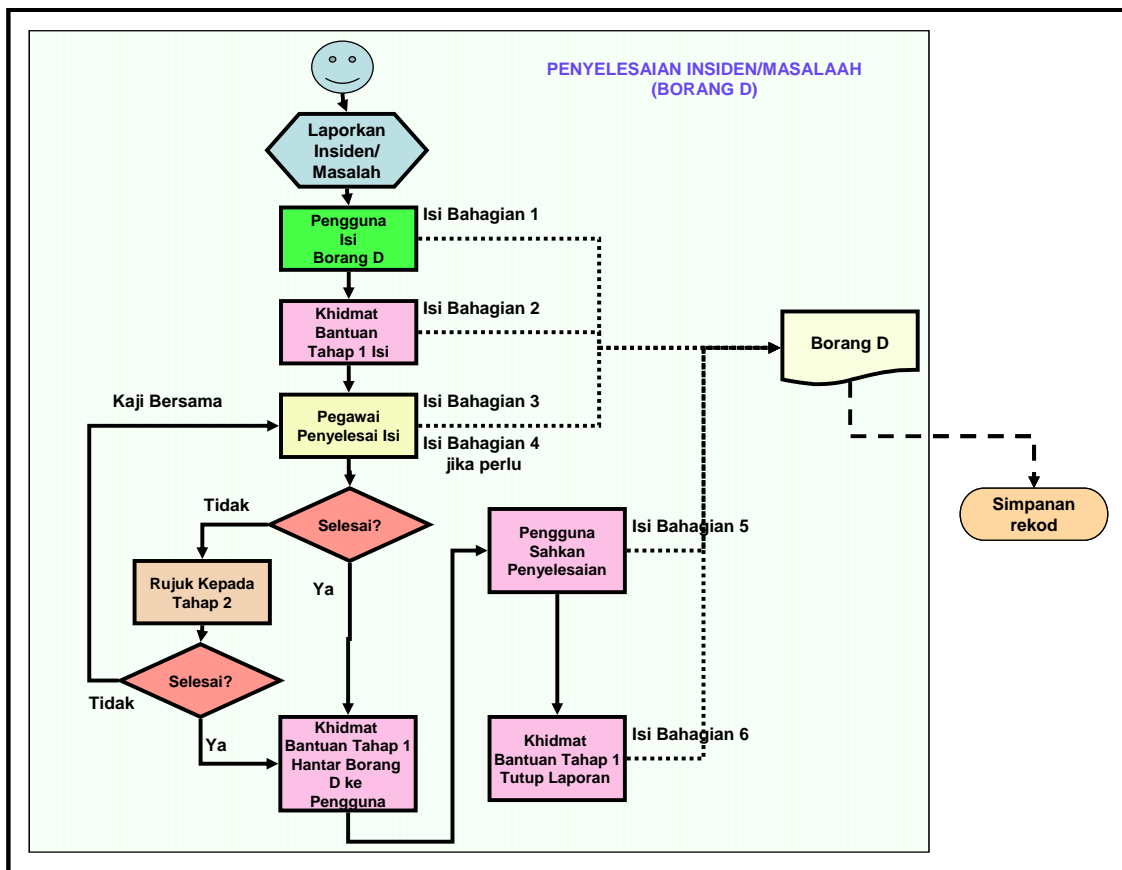 PENYELESAIAN INSIDEN/MASALAAH
(BORANG D)
Laporkan
Insiden/
Masalah
Pengguna
Isi
Borang D
Isi Bahagian 1
Khidmat
Bantuan
Tahap 1 Isi
Isi Bahagian 2
Borang D
Kaji Bersama
Pegawai
Penyelesai Isi
Isi Bahagian 3
Isi Bahagian 4
jika perlu
Tidak
Selesai?
Ya
Pengguna
Sahkan
Penyelesaian
Isi Bahagian 5
Simpanan
rekod
Rujuk Kepada
Tahap 2
Selesai?
Tidak
Ya
Khidmat
Bantuan Tahap 1
Hantar Borang
D ke
Pengguna
Khidmat
Bantuan Tahap 1
Tutup Laporan
Isi Bahagian 6